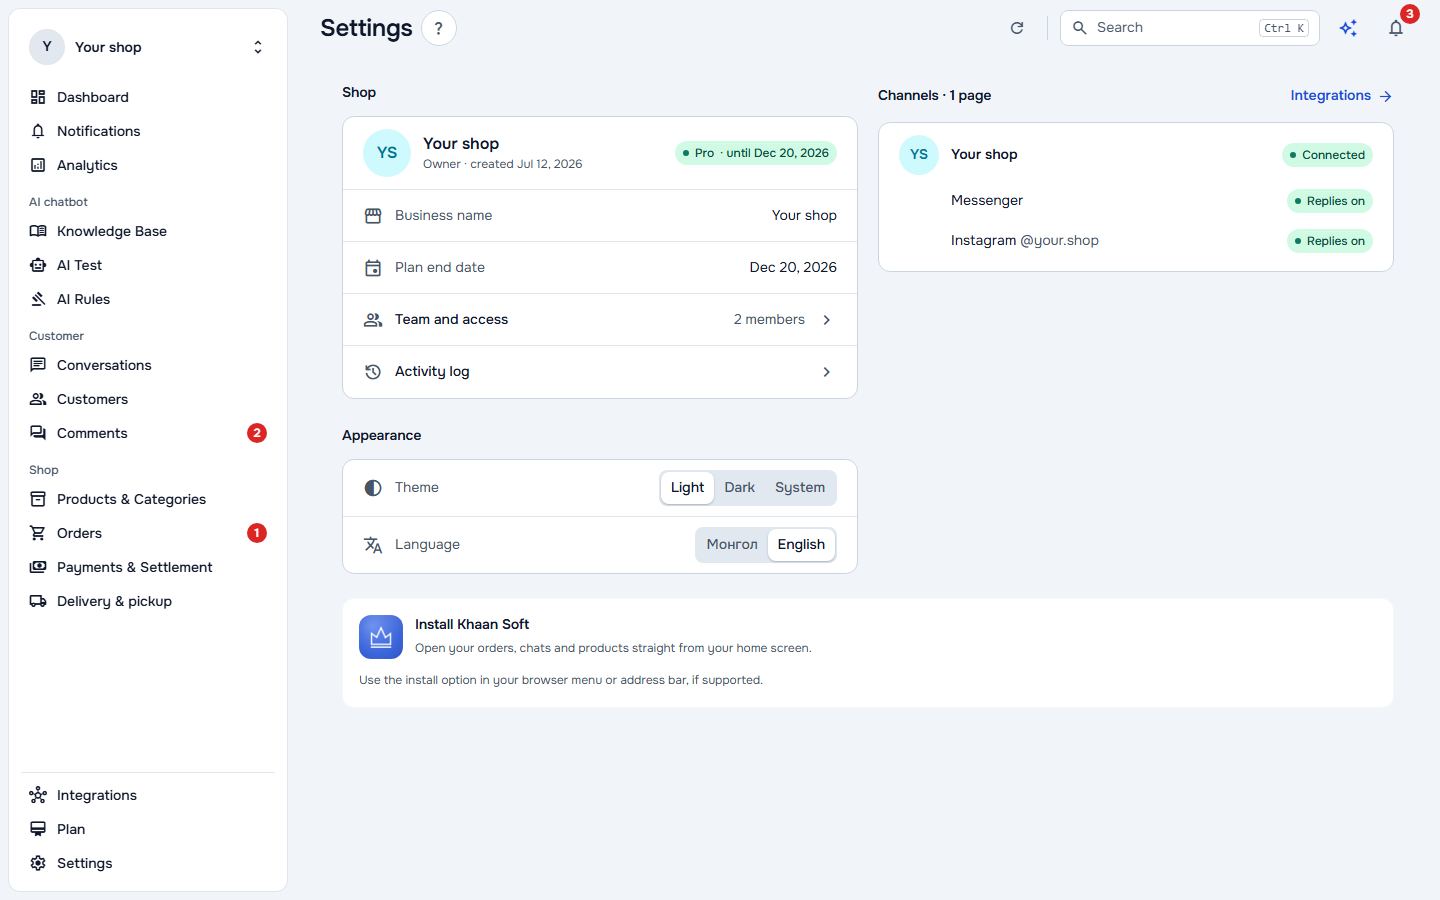 Y
Your shop
Dashboard
Notifications
Analytics
AI chatbot
Knowledge Base
AI Test
AI Rules
Customer
Conversations
Customers
Comments 2
Shop
Products & Categories
Orders 1
Payments & Settlement
Delivery & pickup
Integrations
Plan
Settings
Settings ?
Search Ctrl K
3
Shop
YS
Your shop
Owner · created Jul 12, 2026
Pro · until Dec 20, 2026
Business name Your shop
Plan end date Dec 20, 2026
Team and access 2 members
Activity log
Appearance
Theme Light Dark System
Language Монгол English
Channels · 1 page Integrations
YS Your shop Connected
Messenger Replies on
Instagram @your.shop Replies on
Install Khaan Soft
Open your orders, chats and products straight from your home screen.
Use the install option in your browser menu or address bar, if supported.